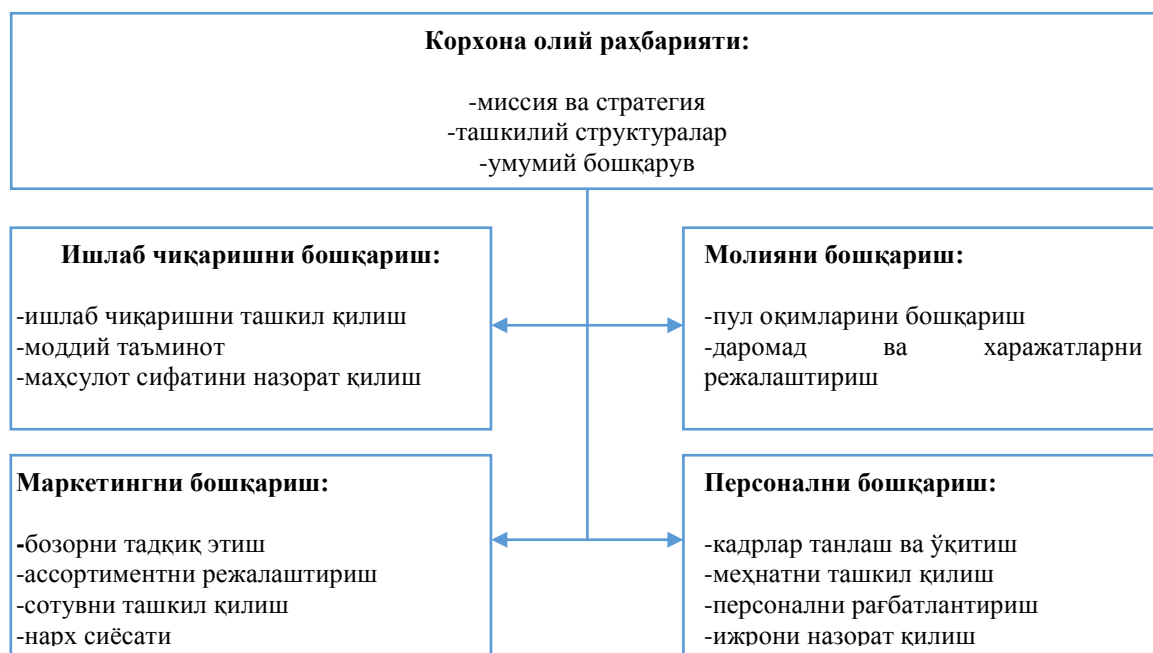 Корхона олий раҳбарияти:
-миссия ва стратегия
-ташкилий структуралар
-умумий бошқарув
Ишлаб чиқаришни бошқариш:
-ишлаб чиқаришни ташкил қилиш
-моддий таъминот
-маҳсулот сифатини назорат қилиш
Молияни бошқариш:
-пул оқимларини бошқариш
-даромад ва харажатларни
режалаштириш
Маркетингни бошқариш:
-бозорни тадқиқ этиш
-ассортиментни режалаштириш
-сотувни ташкил қилиш
-нарх сиёсати
Персонални бошқариш:
-кадрлар танлаш ва ўқитиш
-меҳнатни ташкил қилиш
-персонални рағбатлантириш
-ижрони назорат қилиш